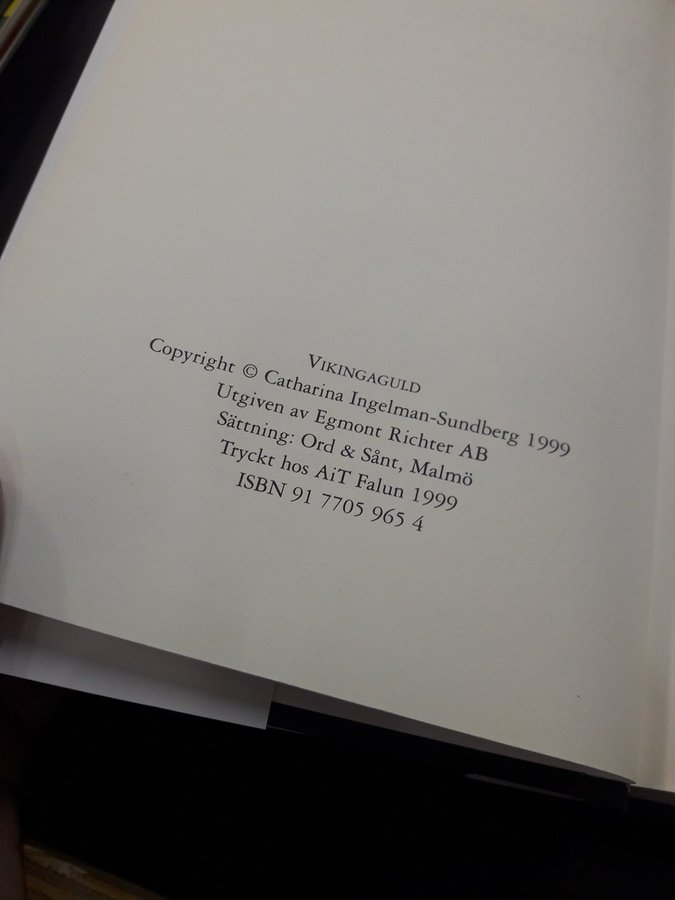 VIKINGAGULD
Copyright © Catharina Ingelman-Sundberg 1999
Utgiven av Egmont Richter AB
Sättning: Ord & Sånt, Malmö
Tryckt hos AiT Falun 1999
ISBN 91 7705 965 4